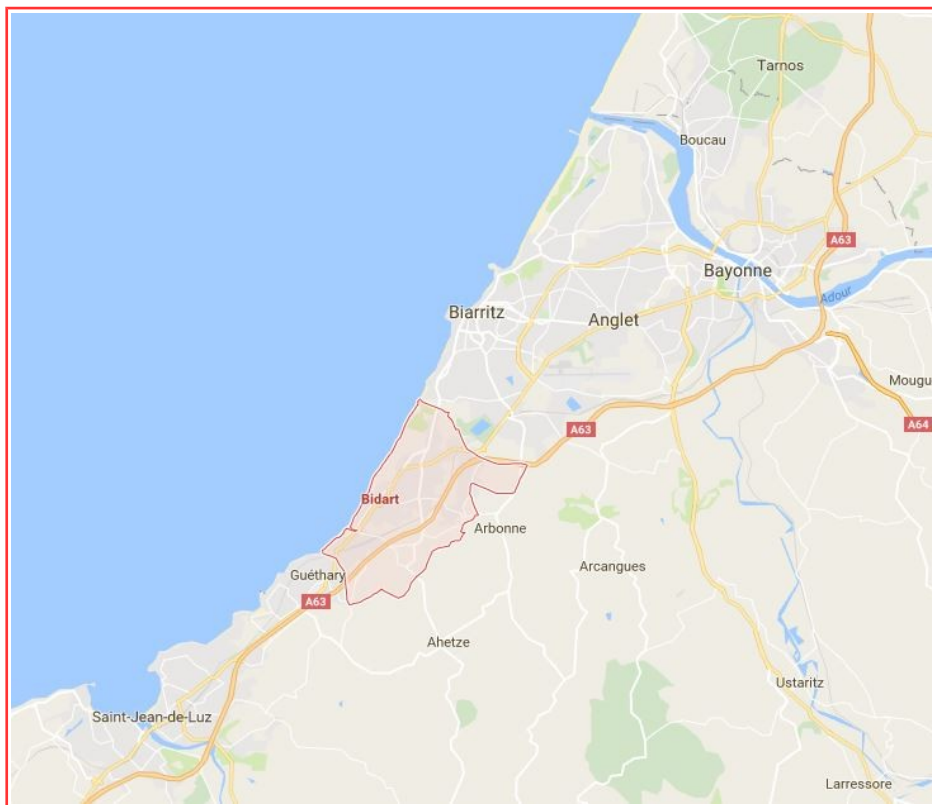 Tarnos
Boucau
A63
Bayonne
Adour
Biarritz
Anglet
Mougu
A64
A63
Bidart
Arbonne
Arcangues
Guéthary
A63
Ahetze
Ustaritz
Saint-Jean-de-Luz
Larressore